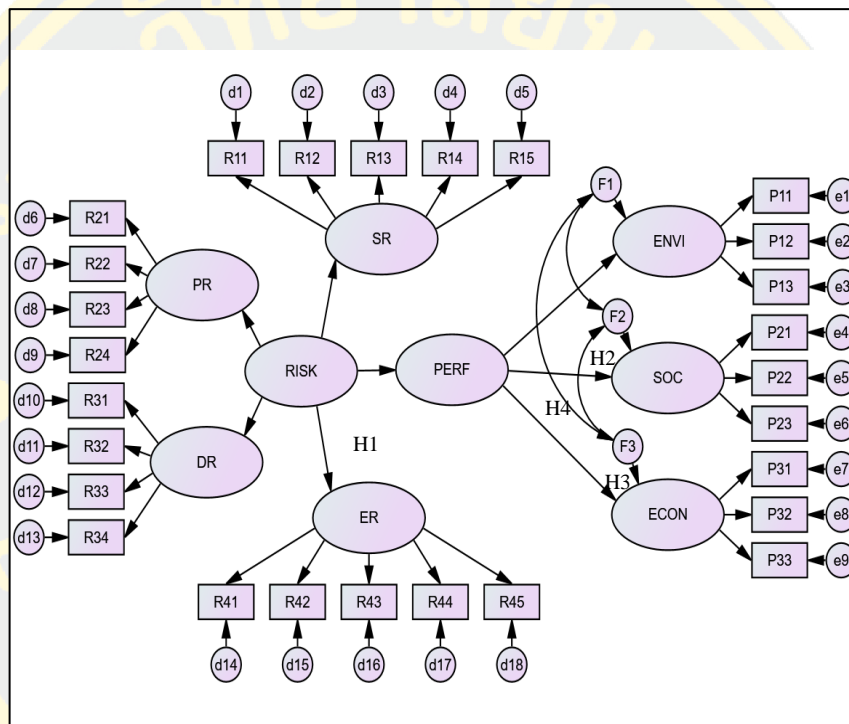 d1 d2 d3 d4 d5
R11 R12 R13 R14 R15
SR
d6 R21
d7 R22
d8 R23
d9 R24
PR
d10 R31
d11 R32
d12 R33
d13 R34
DR
RISK
PERF
H1
ER
R41 R42 R43 R44 R45
d14 d15 d16 d17 d18
F1
ENVI
P11 e1
P12 e2
P13 e3
F2
H2
SOC
P21 e4
P22 e5
P23 e6
H4
F3
H3
ECON
P31 e7
P32 e8
P33 e9